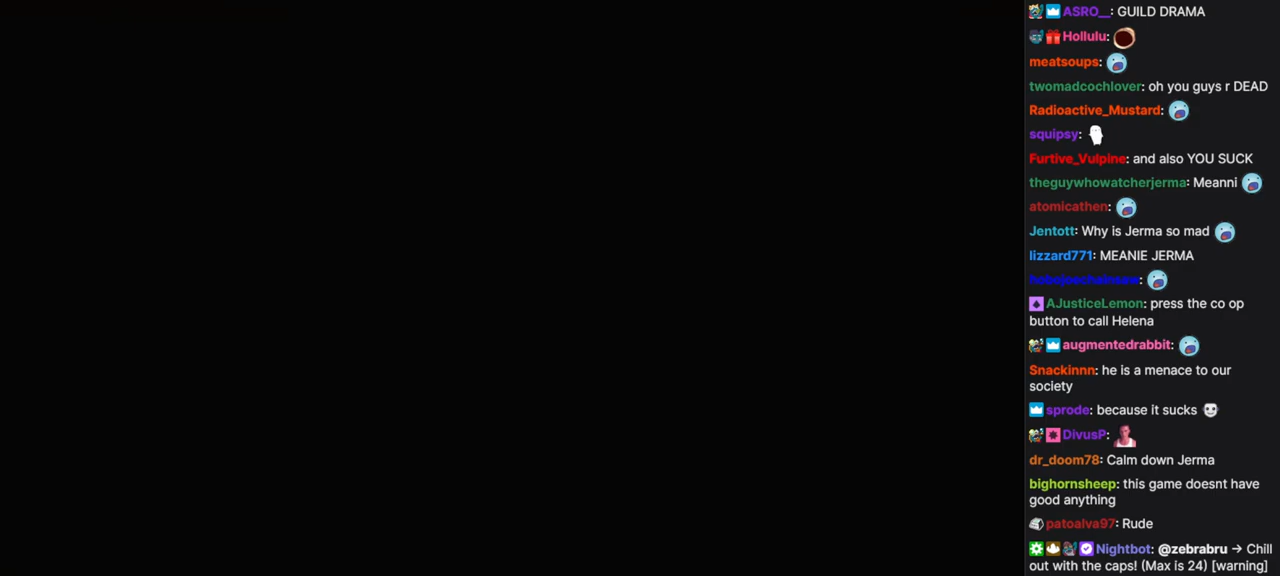 ASRO__: GUILD DRAMA
Hollulu:
meatsoups:
twomadcochlover: oh you guys r DEAD
Radioactive_Mustard:
squipsy:
Furtive_Vulpine: and also YOU SUCK
theguywhowatcherjerma: Meanni
atomicathen:
Jentott: Why is Jerma so mad
lizzard771: MEANIE JERMA
AJusticeLemon: press the co op
button to call Helena
augmentedrabbit:
Snackinnn: he is a menace to our
society
sprode: because it sucks
DivusP:
dr_doom78: Calm down Jerma
bighornsheep: this game doesnt have
good anything
patoalva97: Rude
Nightbot: @zebrabru → Chill
out with the caps! (Max is 24) [warning]